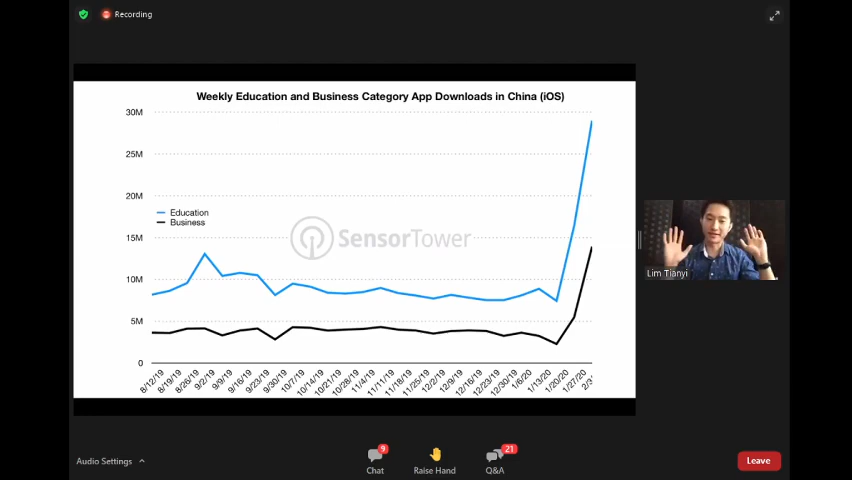 Recording
Weekly Education and Business Category App Downloads in China (iOS)
30M
25M
20M
15M
10M
5M
0
Education
Business
SensorTower
8/12/19
8/19/19
8/26/19
9/2/19
9/9/19
9/16/19
9/23/19
9/30/19
10/7/19
10/14/19
10/21/19
10/28/19
11/4/19
11/11/19
11/18/19
11/25/19
12/2/19
12/9/19
12/16/19
12/23/19
12/30/19
1/6/20
1/13/20
1/20/20
1/27/20
Lim Tianyi
Audio Settings
9
Chat
Raise Hand
21
Q&A
Leave